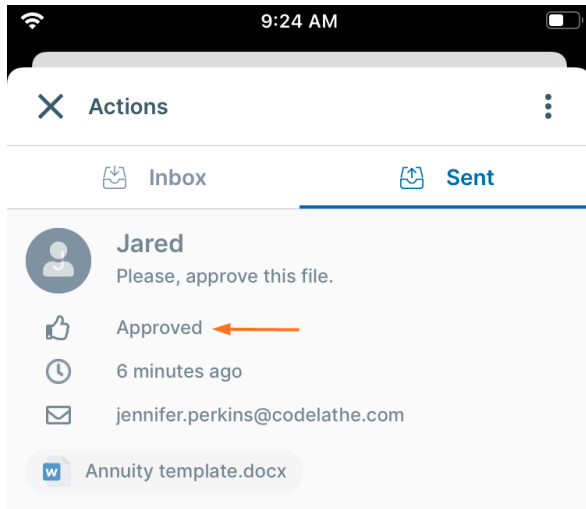 9:24 AM
Actions
Inbox
Sent
J
Jared
Please, approve this file.
Approved
6 minutes ago
jennifer.perkins@codelathe.com
W
Annuity template.docx